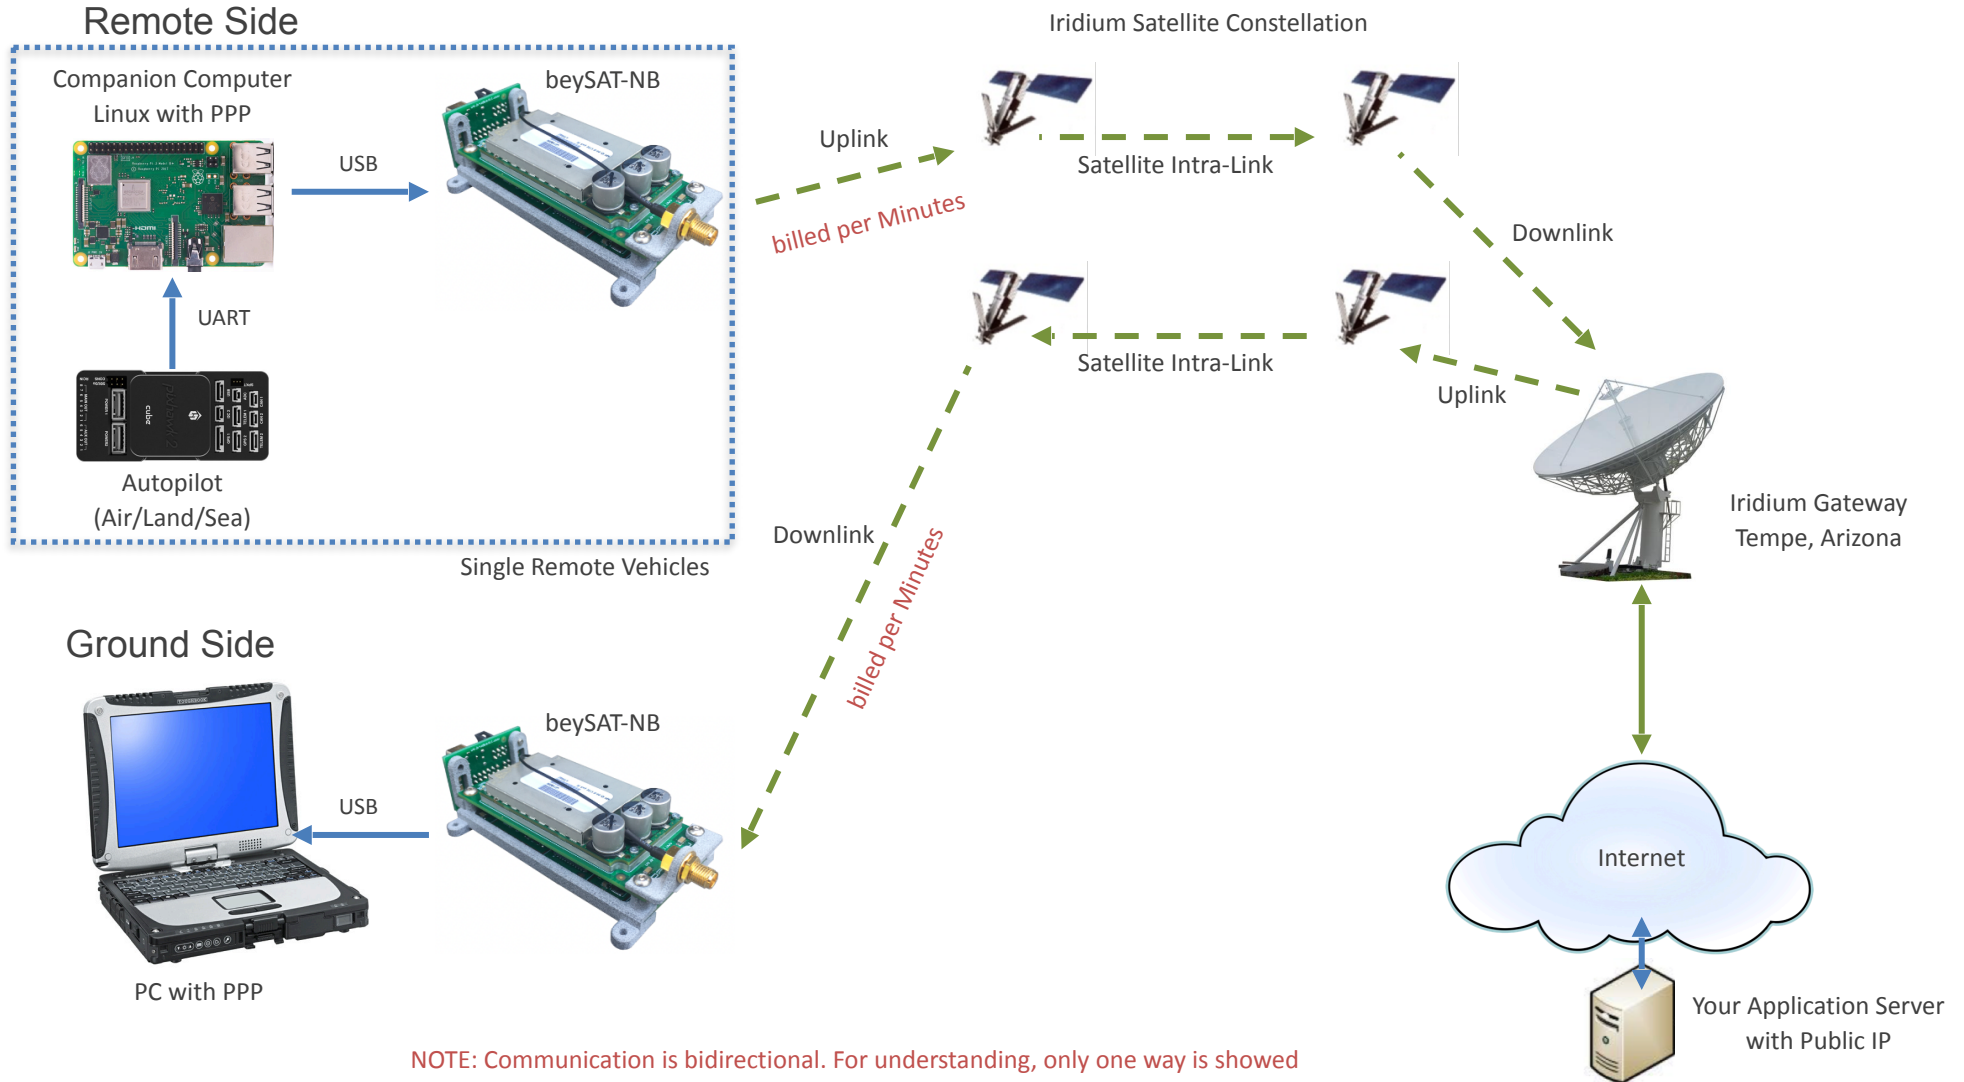 Remote Side
Iridium Satellite Constellation
Companion Computer
Linux with PPP
beySAT-NB
USB
Uplink
Satellite Intra-Link
billed per Minutes
Downlink
HDMI
UART
Satellite Intra-Link
Uplink
cube
Autopilot
(Air/Land/Sea)
Iridium Gateway
Tempe, Arizona
Downlink
billed per Minutes
Single Remote Vehicles
Ground Side
beySAT-NB
USB
Internet
PC with PPP
Your Application Server
with Public IP
NOTE: Communication is bidirectional. For understanding, only one way is showed